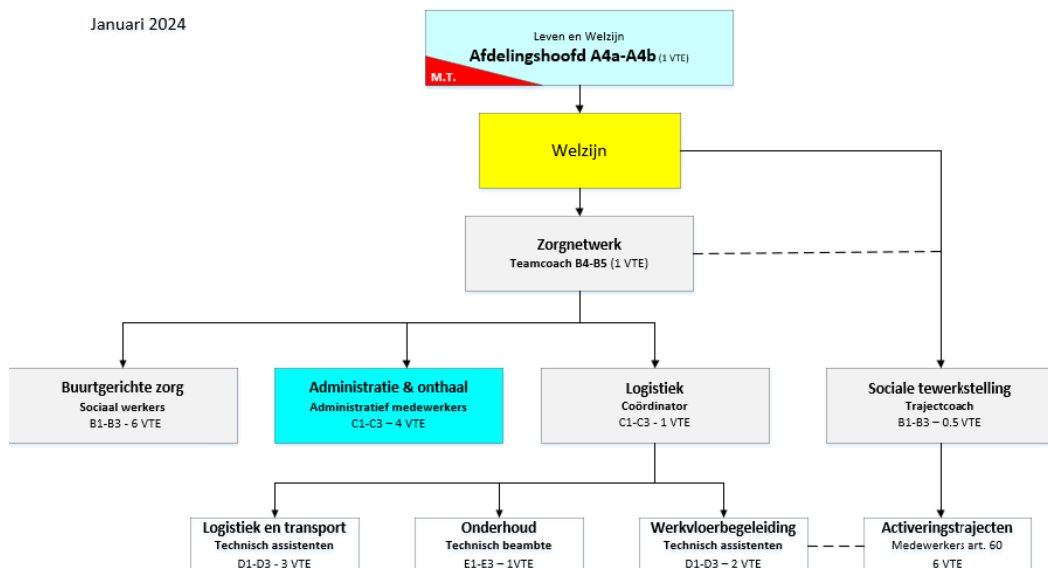 Januari 2024
Leven en Welzijn
Afdelingshoofd A4a-A4b (1 VTE)
M.T.
Welzijn
Zorgnetwerk
Teamcoach B4-B5 (1 VTE)
Buurtgerichte zorg
Sociaal werkers
B1-B3 - 6 VTE
Administratie & onthaal
Administratief medewerkers
C1-C3 – 4 VTE
Logistiek
Coördinator
C1-C3 - 1 VTE
Sociale tewerkstelling
Trajectcoach
B1-B3 – 0.5 VTE
Logistiek en transport
Technisch assistenten
D1-D3 - 3 VTE
Onderhoud
Technisch beambte
E1-E3 – 1VTE
Werkvloerbegeleiding
Technisch assistenten
D1-D3 – 2 VTE
Activeringstrajecten
Medewerkers art. 60
6 VTE